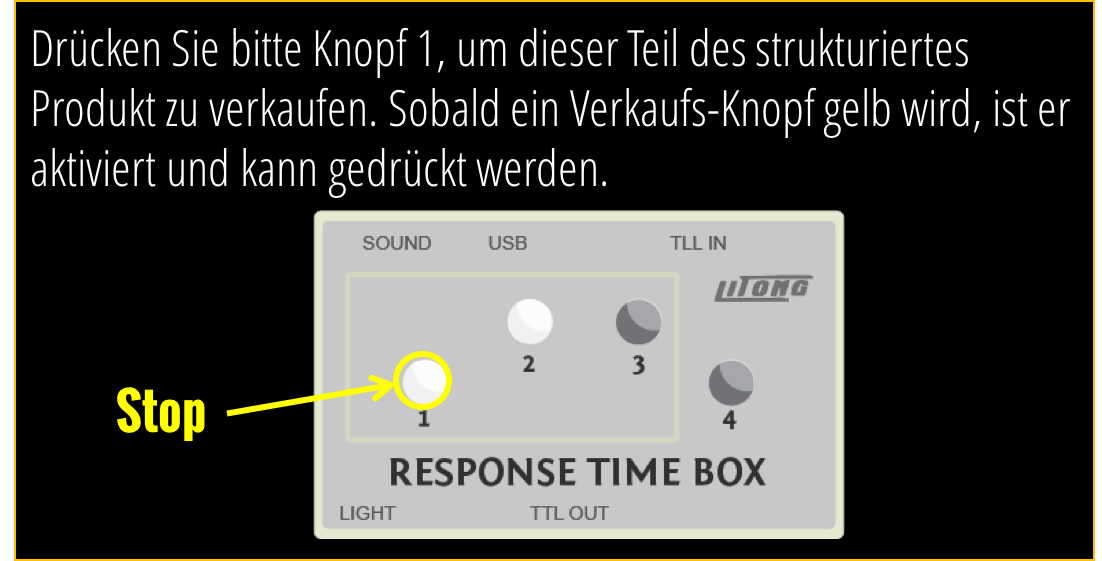 Drücken Sie bitte Knopf 1, um dieser Teil des strukturiertes
Produkt zu verkaufen. Sobald ein Verkaufs-Knopf gelb wird, ist er
aktiviert und kann gedrückt werden.
SOUND USB TLL IN
LITONG
2 3
Stop
1 4
RESPONSE TIME BOX
LIGHT TTL OUT